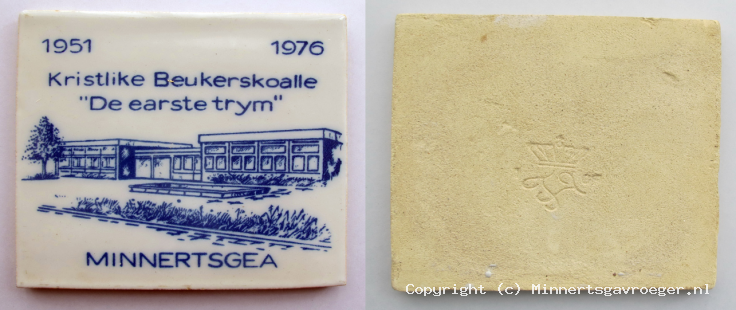 1951 1976
Kristlike Beukerskoalle
"De earste trym"
MINNERTSGEA
Copyright (c) Minnertsgavroeger.nl